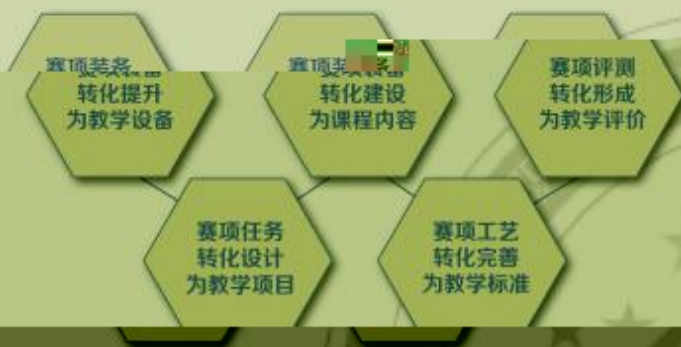 赛项装备
转化提升
为教学设备
赛项装备
转化建设
为课程内容
赛项评测
转化形成
为教学评价
赛项任务
转化设计
为教学项目
赛项工艺
转化完善
为教学标准